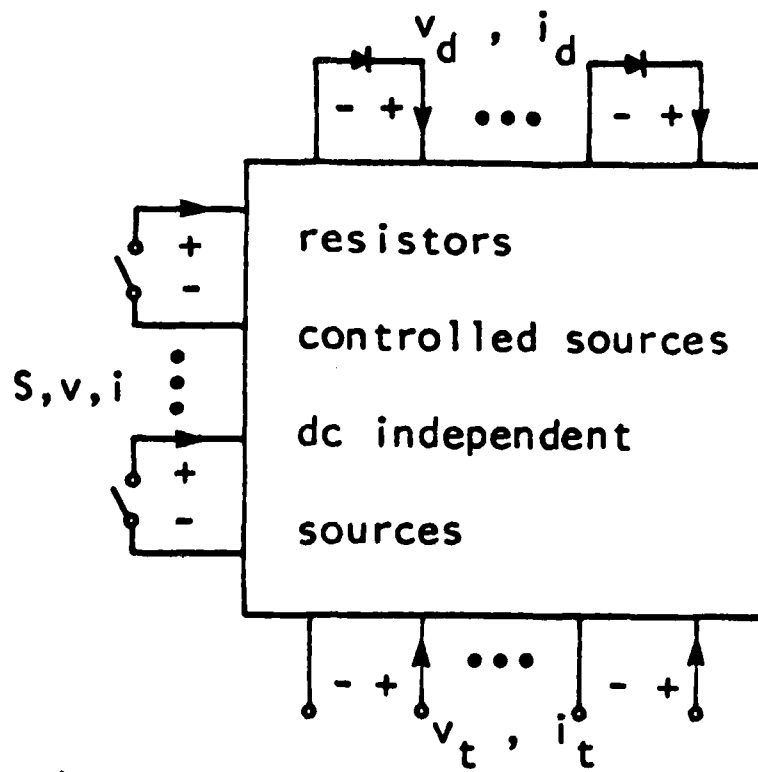 v_d , i_d
- + ••• - +
+
-
resistors
controlled sources
S,v,i
dc independent
+
-
sources
- + ••• - +
v_t , i_t